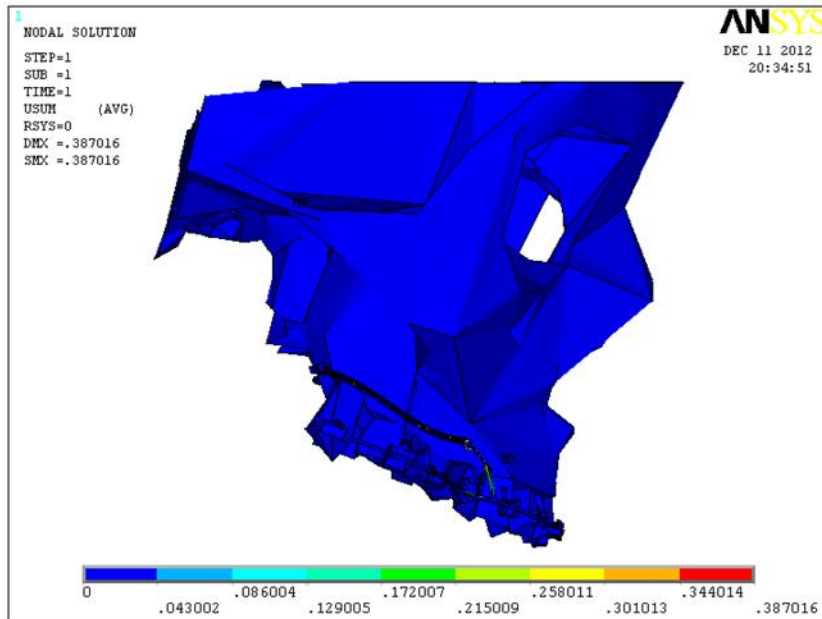 1
NODAL SOLUTION
STEP=1
SUB =1
TIME=1
USUM (AVG)
RSYS=0
DMX =.387016
SMX =.387016
ANSYS
DEC 11 2012
20:34:51
0 .086004 .172007 .258011 .344014
.043002 .129005 .215009 .301013 .387016